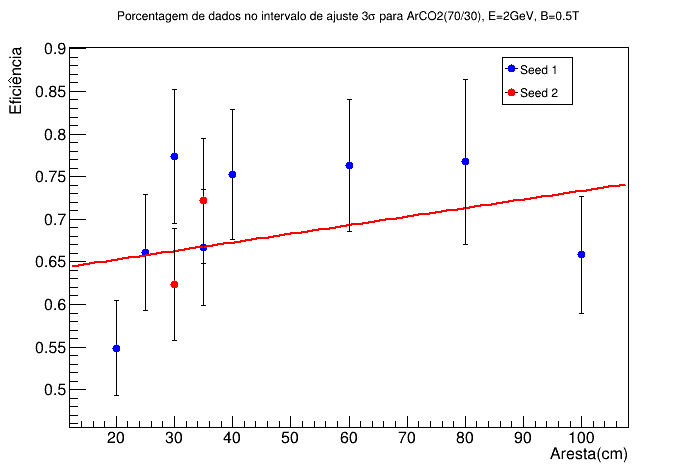 Porcentagem de dados no intervalo de ajuste 3σ para ArCO2(70/30), E=2GeV, B=0.5T
Eficiência
0.9
0.85
0.8
0.75
0.7
0.65
0.6
0.55
0.5
Seed 1
Seed 2
20 30 40 50 60 70 80 90 100
Aresta(cm)